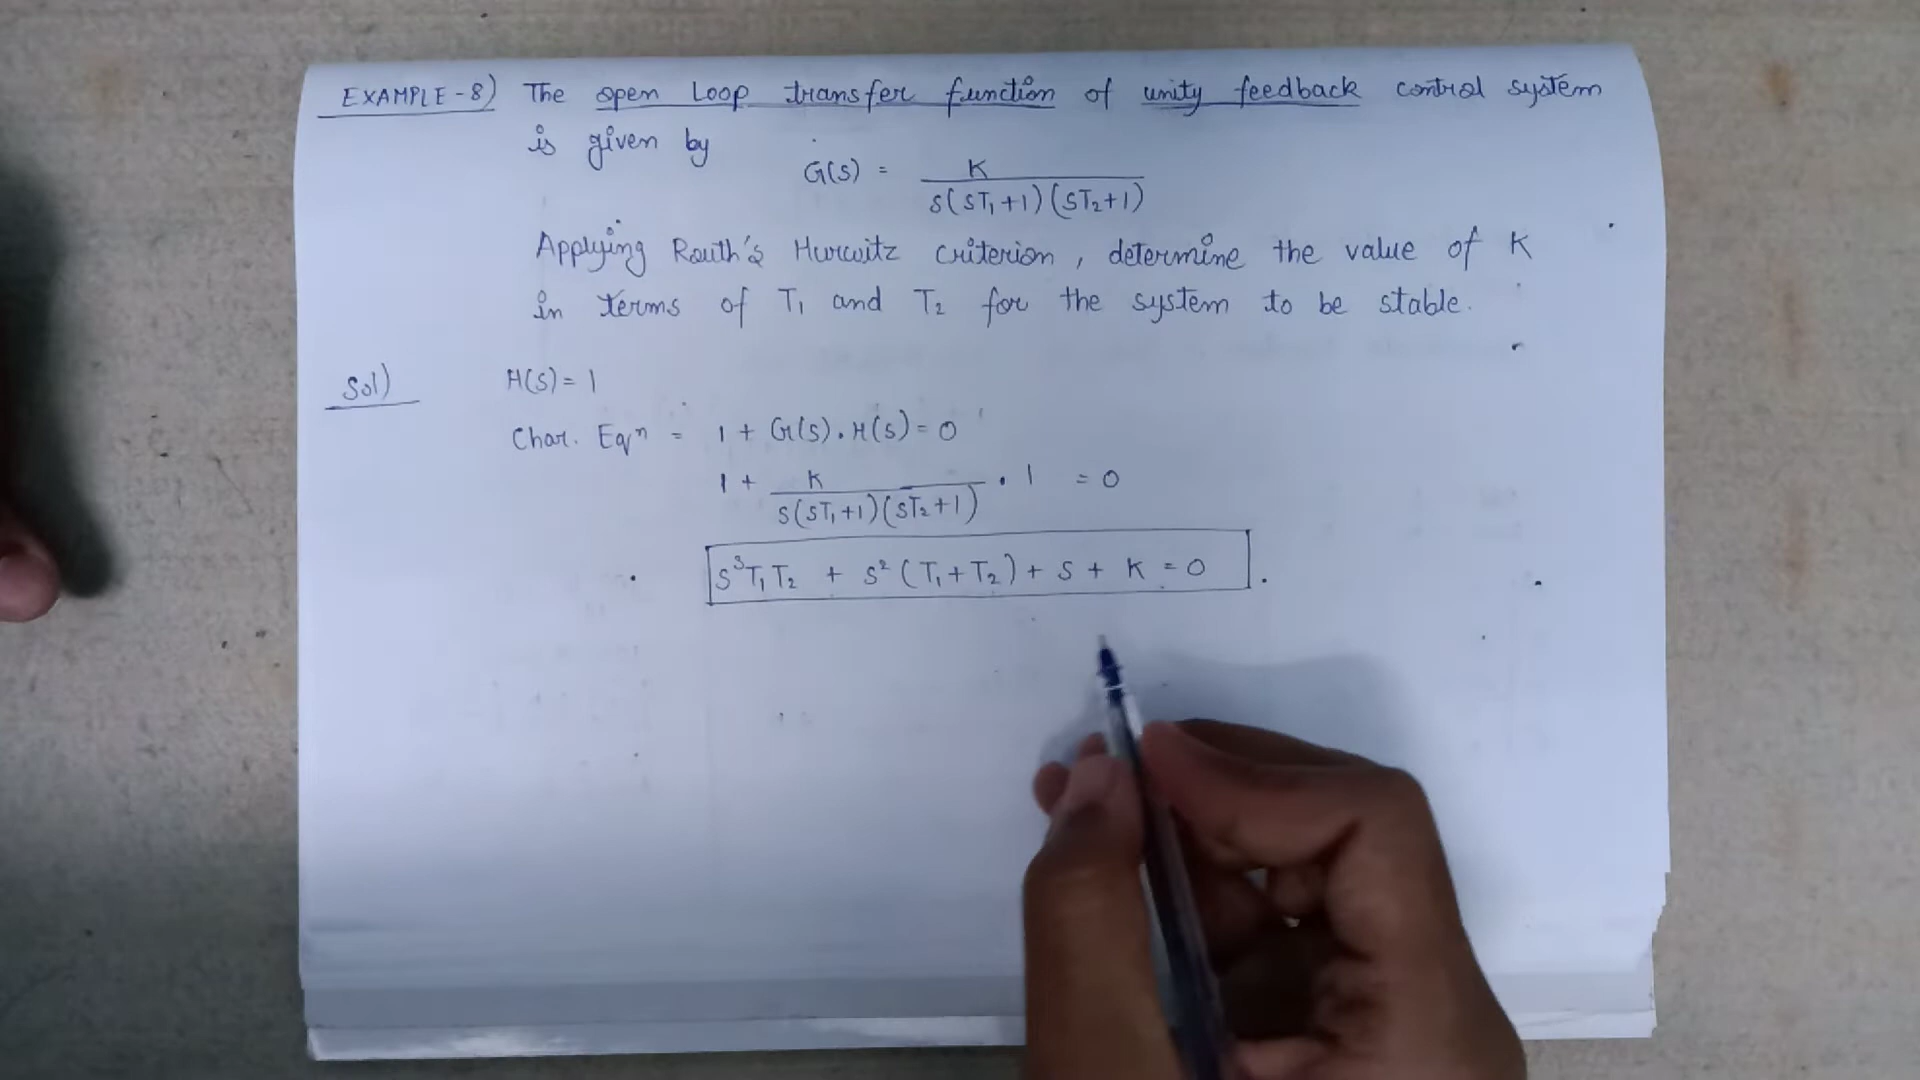 EXAMPLE-8) The open Loop transfer function of unity feedback control system
is given by
G(s) = K / s(sT₁+1)(sT₂+1)
Applying Routh's Hurwitz criterion, determine the value of K
in terms of T₁ and T₂ for the system to be stable.
Sol) H(s) = 1
Char. Eqⁿ = 1 + G(s).H(s) = 0
1 + K / s(sT₁+1)(sT₂+1) . 1 = 0
s³T₁T₂ + s²(T₁+T₂) + s + K = 0.